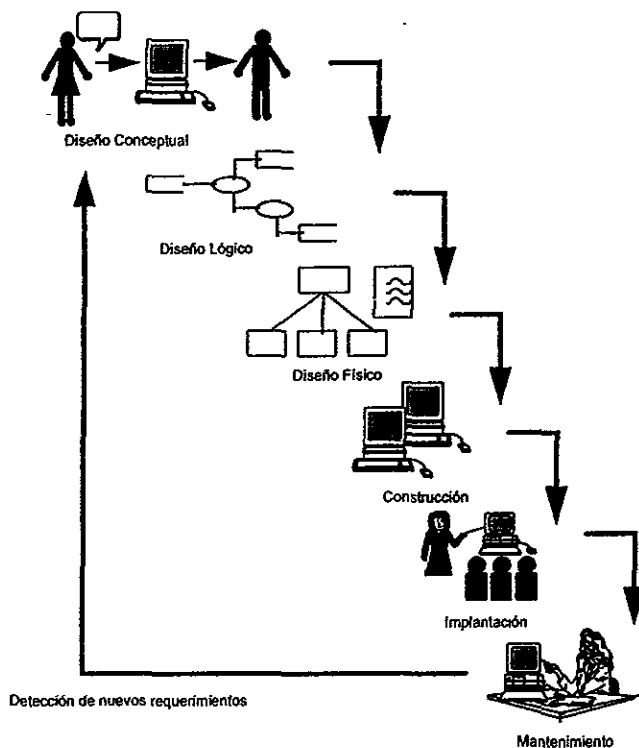 Diseño Conceptual
Diseño Lógico
Diseño Físico
Construcción
Implantación
Detección de nuevos requerimientos
Mantenimiento